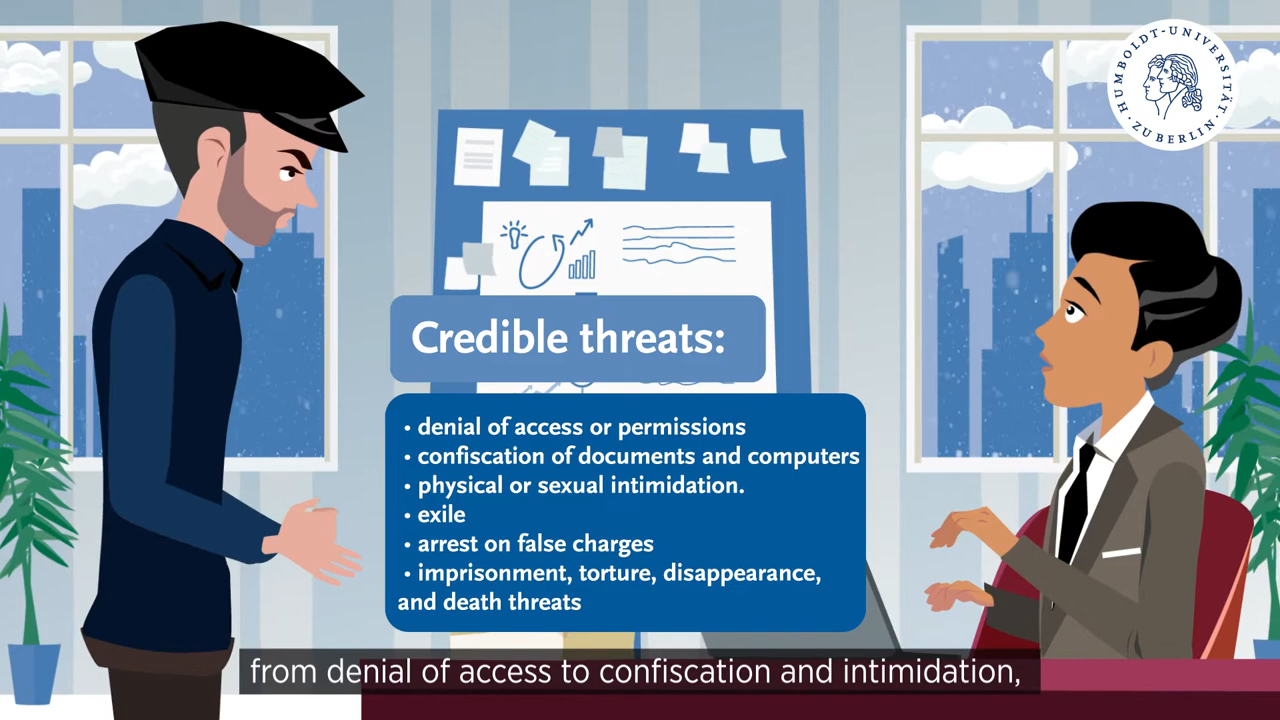 HUMBOLDT-UNIVERSITÄT
ZU BERLIN
Credible threats:
• denial of access or permissions
• confiscation of documents and computers
• physical or sexual intimidation.
• exile
• arrest on false charges
• imprisonment, torture, disappearance,
and death threats
from denial of access to confiscation and intimidation,